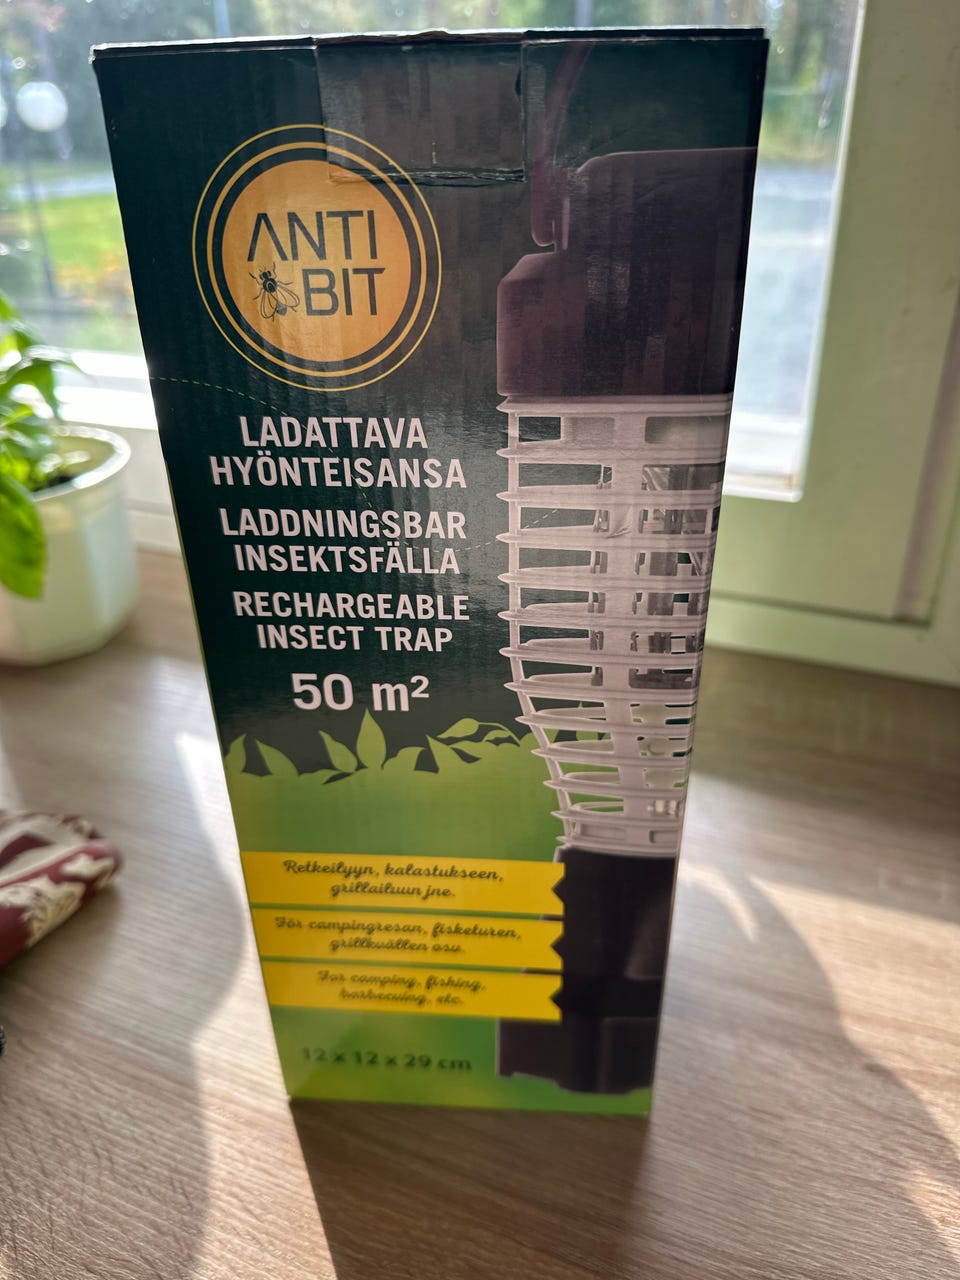 ANTI
BIT
LADATTAVA
HYÖNTEISANSA
LADDNINGSBAR
INSEKTSFÄLLA
RECHARGEABLE
INSECT TRAP
50 m²
Retkeilyyn, kalastukseen,
grillailuun jne.
För campingresan, fisketuren,
grillkvällen osv.
For camping, fishing,
barbecuing, etc.
12 x 12 x 29 cm